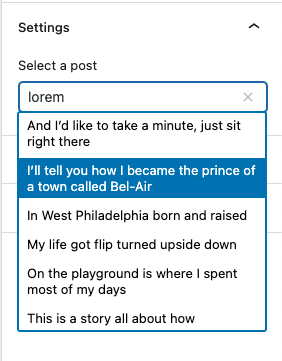 Settings
Select a post
lorem
And I'd like to take a minute, just sit
right there
I'll tell you how I became the prince of
a town called Bel-Air
In West Philadelphia born and raised
My life got flip turned upside down
On the playground is where I spent
most of my days
This is a story all about how